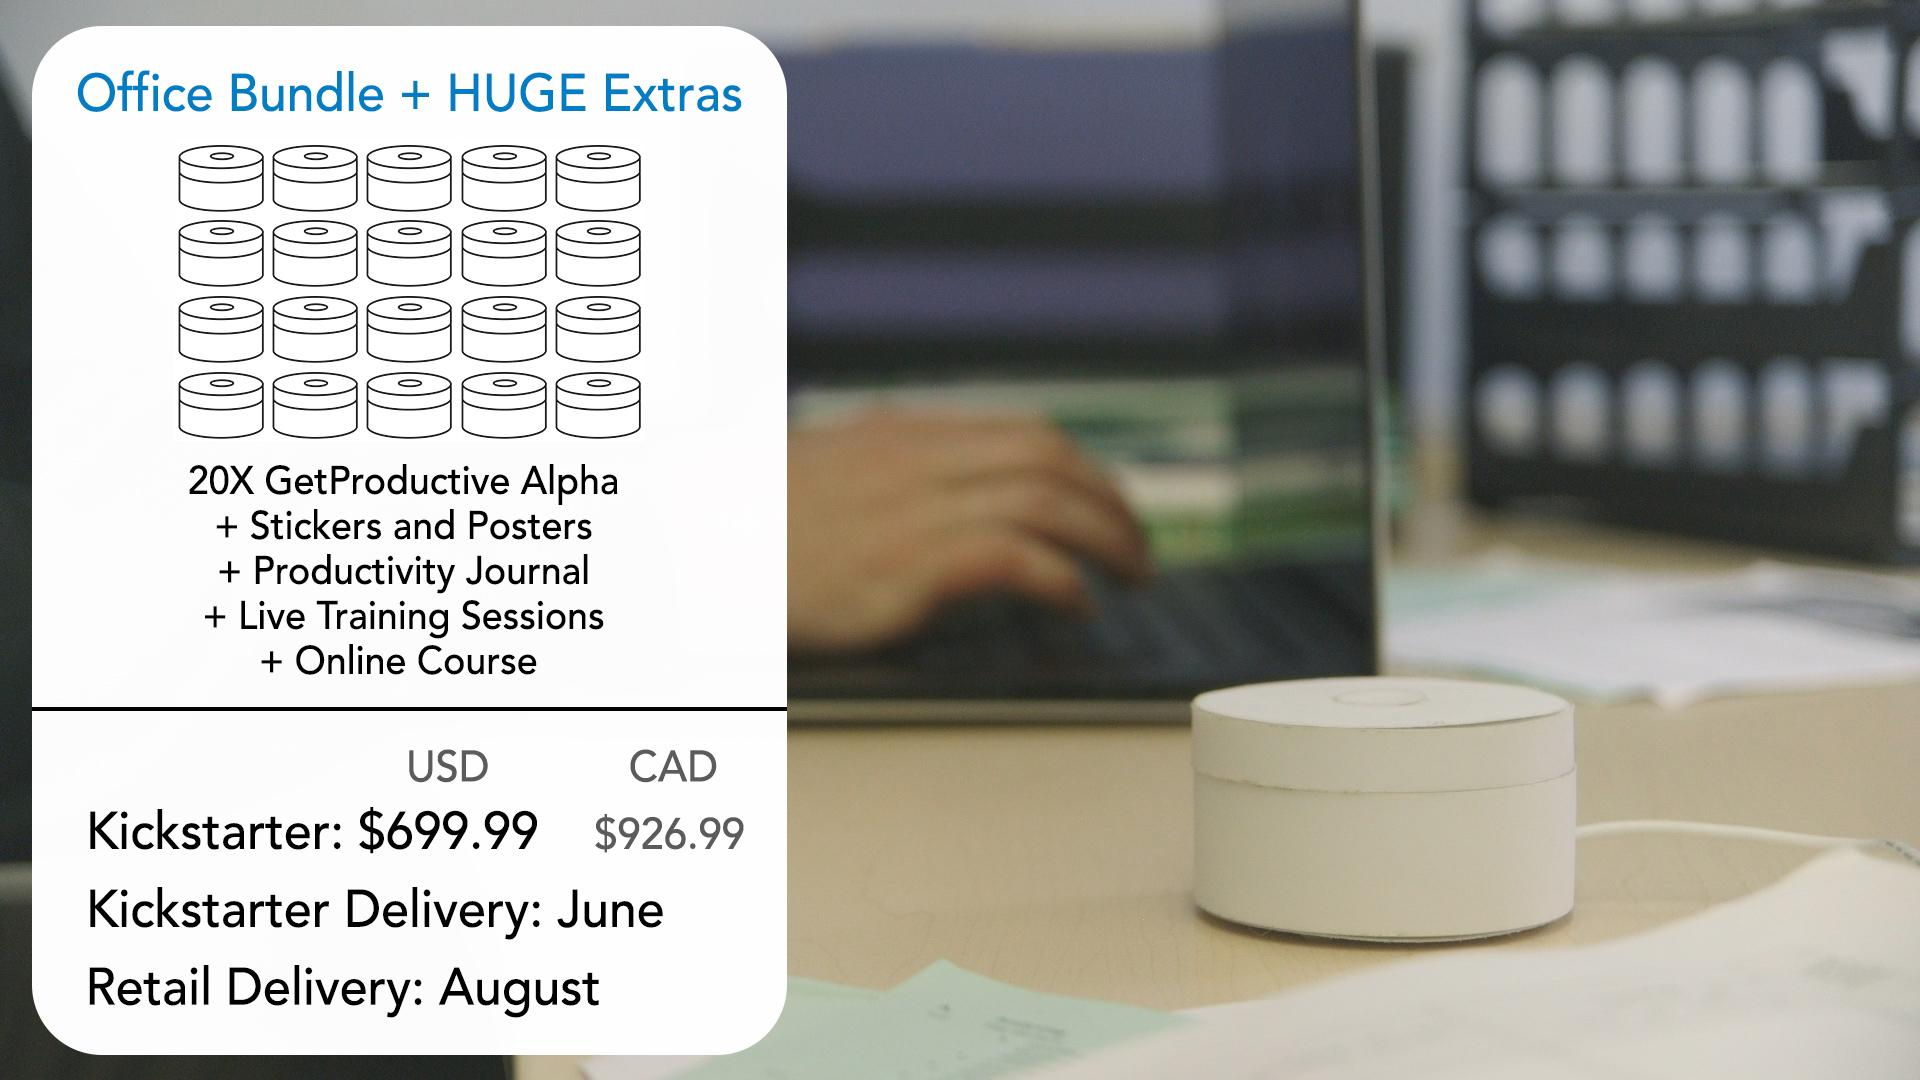 Office Bundle + HUGE Extras
20X GetProductive Alpha
+ Stickers and Posters
+ Productivity Journal
+ Live Training Sessions
+ Online Course
USD CAD
Kickstarter: $699.99 $926.99
Kickstarter Delivery: June
Retail Delivery: August